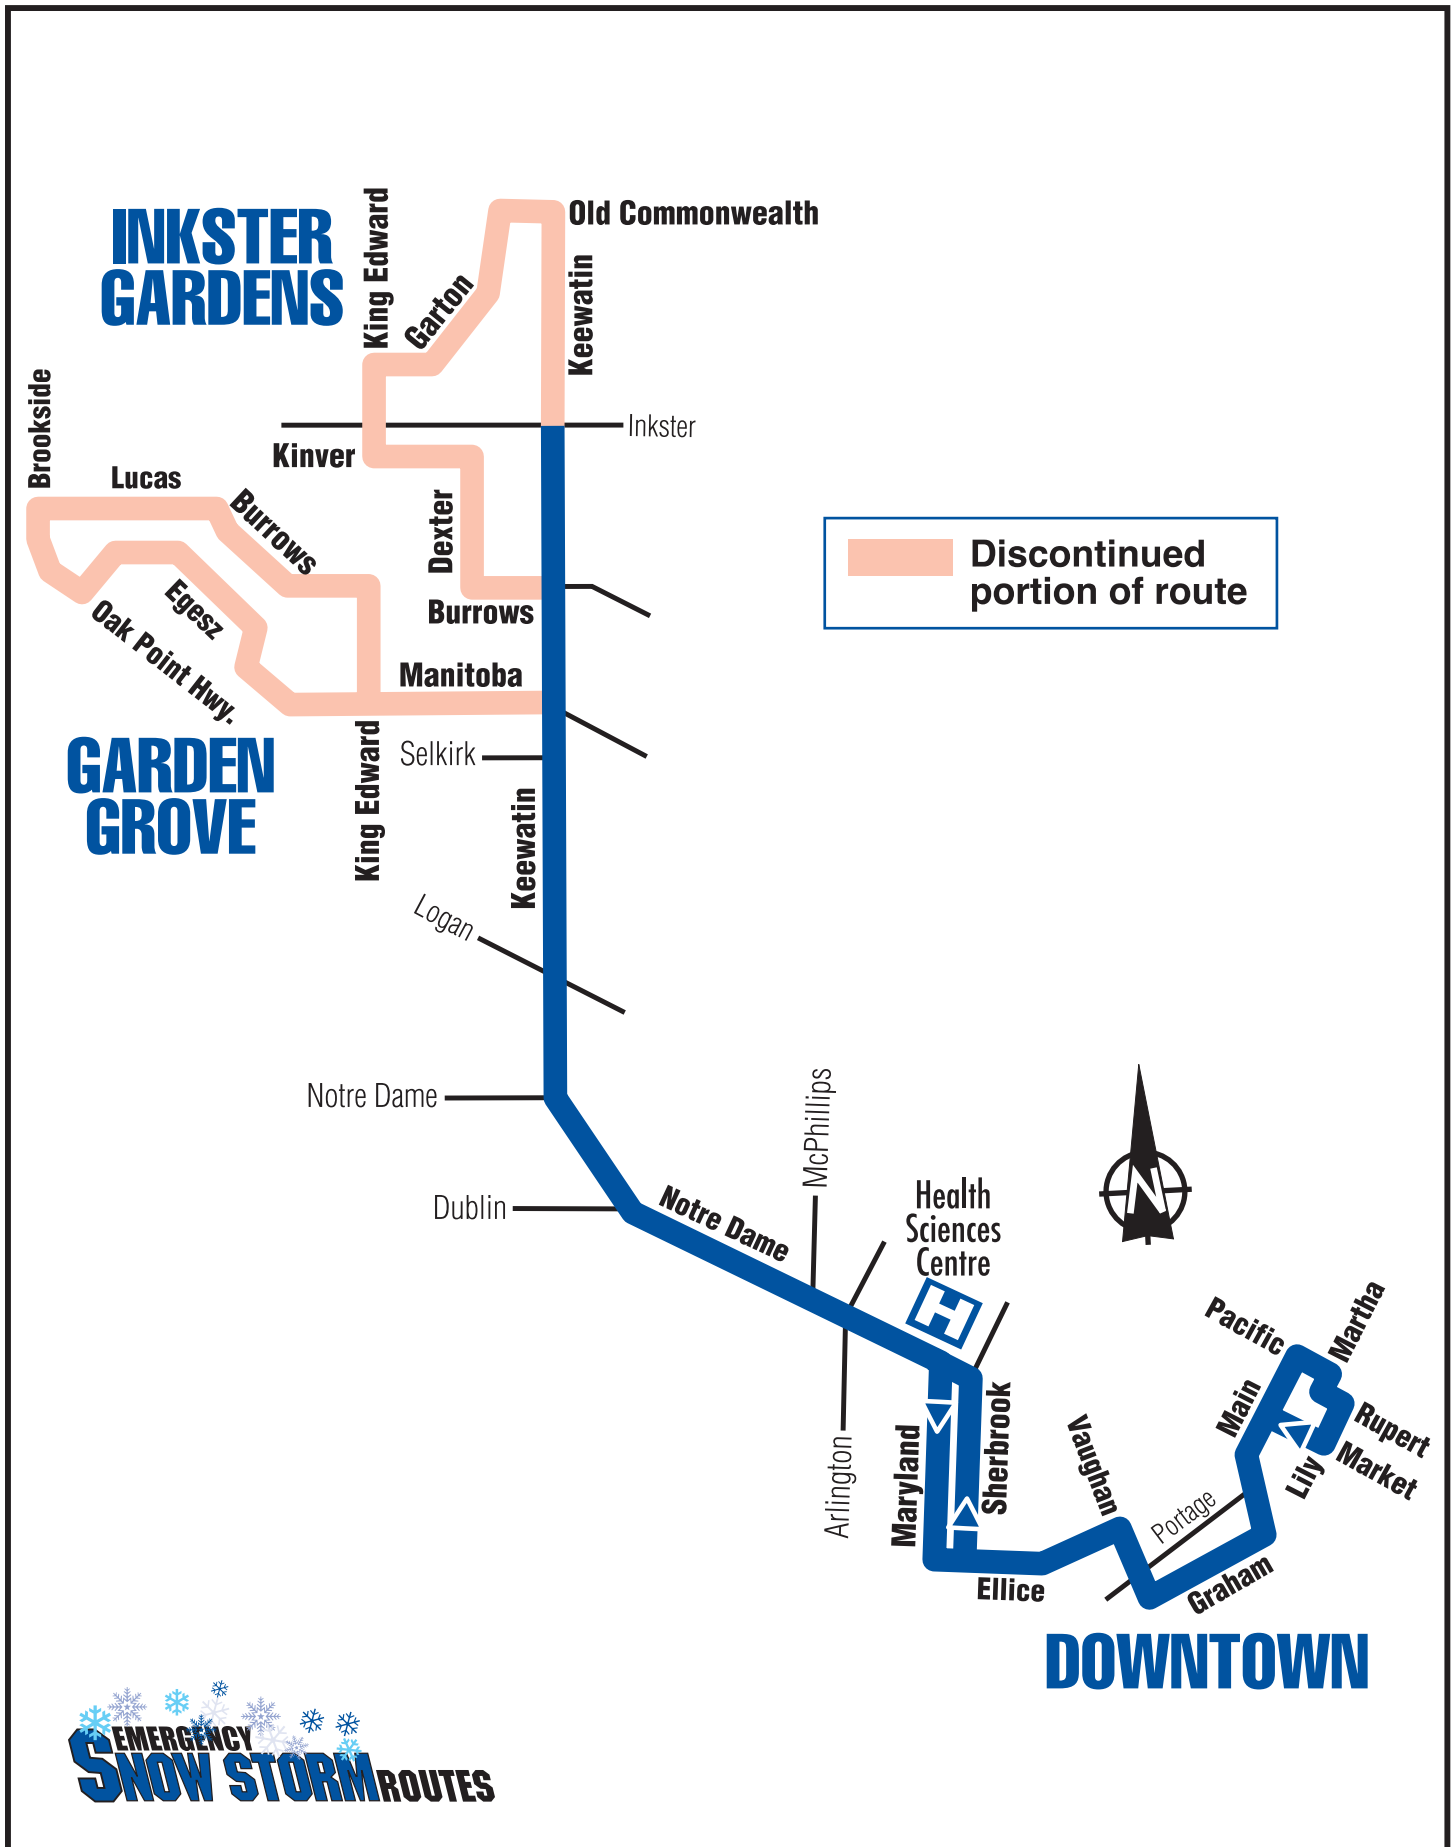 INKSTER
GARDENS
King Edward
Garton
Old Commonwealth
Keewatin
Brookside
Inkster
Kinver
Lucas
Burrows
Dexter
Discontinued
portion of route
Egesz
Burrows
Oak Point Hwy.
Manitoba
GARDEN
GROVE
King Edward
Selkirk
Keewatin
Logan
Notre Dame
McPhillips
Dublin
Notre Dame
Health
Sciences
Centre
H
N
Pacific
Martha
Main
Rupert
Market
Lily
Sherbrook
Maryland
Arlington
Vaughan
Portage
Ellice
Graham
DOWNTOWN
EMERGENCY
SNOW STORM ROUTES